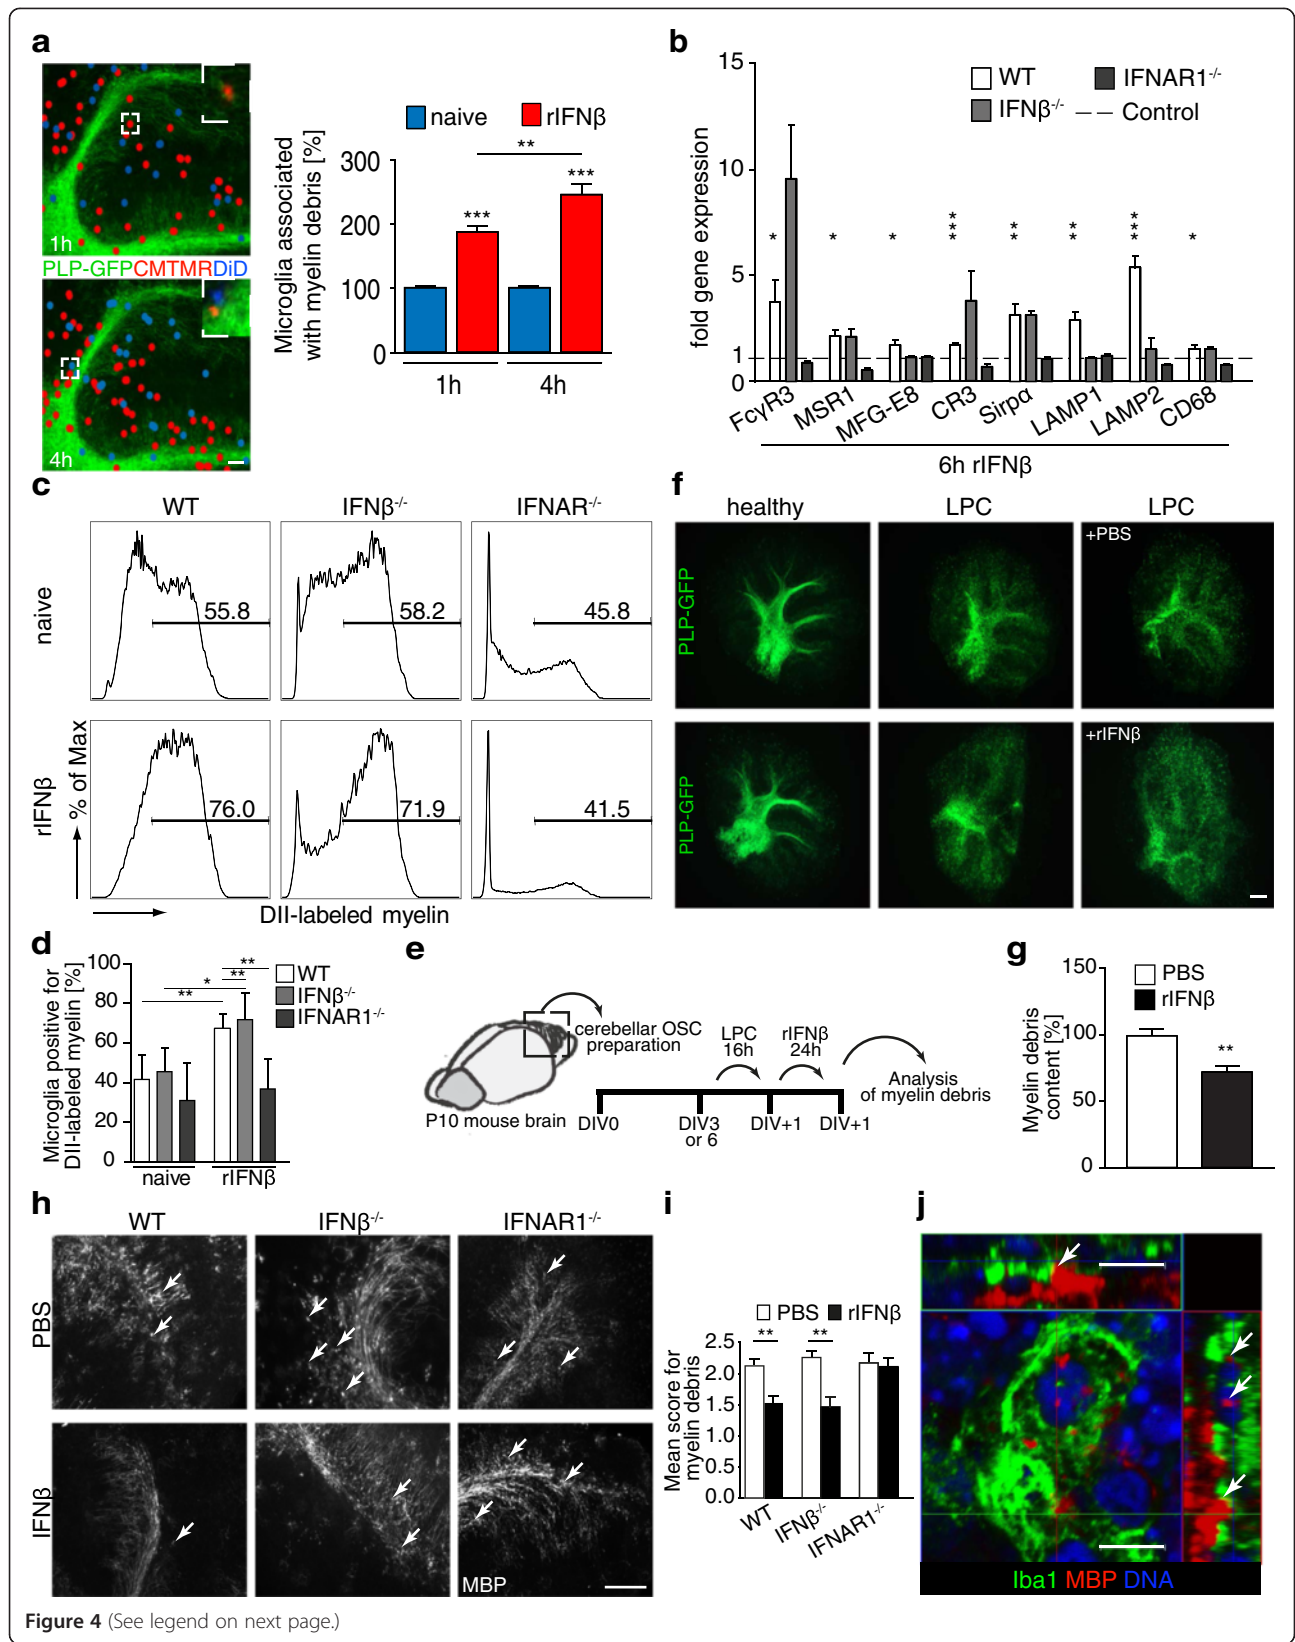 a
naive rIFNβ
Microglia associated
with myelin debris [%]
300
200
100
0
**
***
***
1h 4h
1h
PLP-GFPCMTMRDiD
4h
b
fold gene expression
15
10
5
1
0
WT IFNAR1-/-
IFNβ-/- Control
* * * *** ** ** *** *
FcγR3 MSR1 MFG-E8 CR3 Sirpα LAMP1 LAMP2 CD68
6h rIFNβ
c
WT IFNβ-/- IFNAR-/-
naive
55.8 58.2 45.8
rIFNβ
% of Max
76.0 71.9 41.5
DII-labeled myelin
d
Microglia positive for
DII-labeled myelin [%]
100
80
60
40
20
0
** * ** **
WT
IFNβ-/-
IFNAR1-/-
naive rIFNβ
e
cerebellar OSC
preparation
LPC
16h
rIFNβ
24h
Analysis
of myelin debris
P10 mouse brain
DIV0 DIV3
or 6
DIV+1 DIV+1
f
healthy LPC LPC
PLP-GFP
+PBS
PLP-GFP
+rIFNβ
g
Myelin debris
content [%]
150
100
50
0
PBS
rIFNβ
**
h
WT IFNβ-/- IFNAR1-/-
PBS
IFNβ
MBP
i
PBS rIFNβ
Mean score for
myelin debris
2.5
2.0
1.5
1.0
0.5
0.0
** **
WT IFNβ-/- IFNAR1-/-
j
Iba1 MBP DNA
Figure 4 (See legend on next page.)